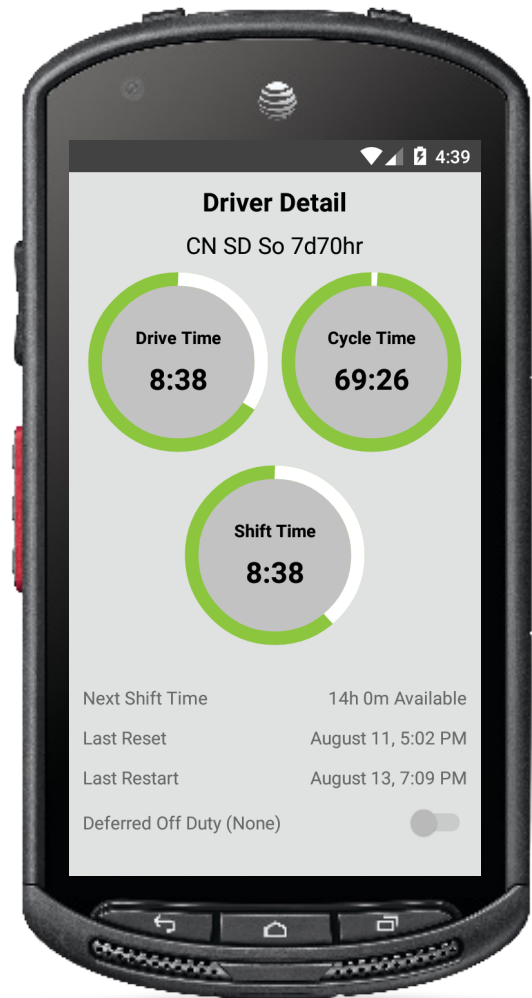 4:39
Driver Detail
CN SD So 7d70hr
Drive Time
8:38
Cycle Time
69:26
Shift Time
8:38
Next Shift Time 14h 0m Available
Last Reset August 11, 5:02 PM
Last Restart August 13, 7:09 PM
Deferred Off Duty (None)